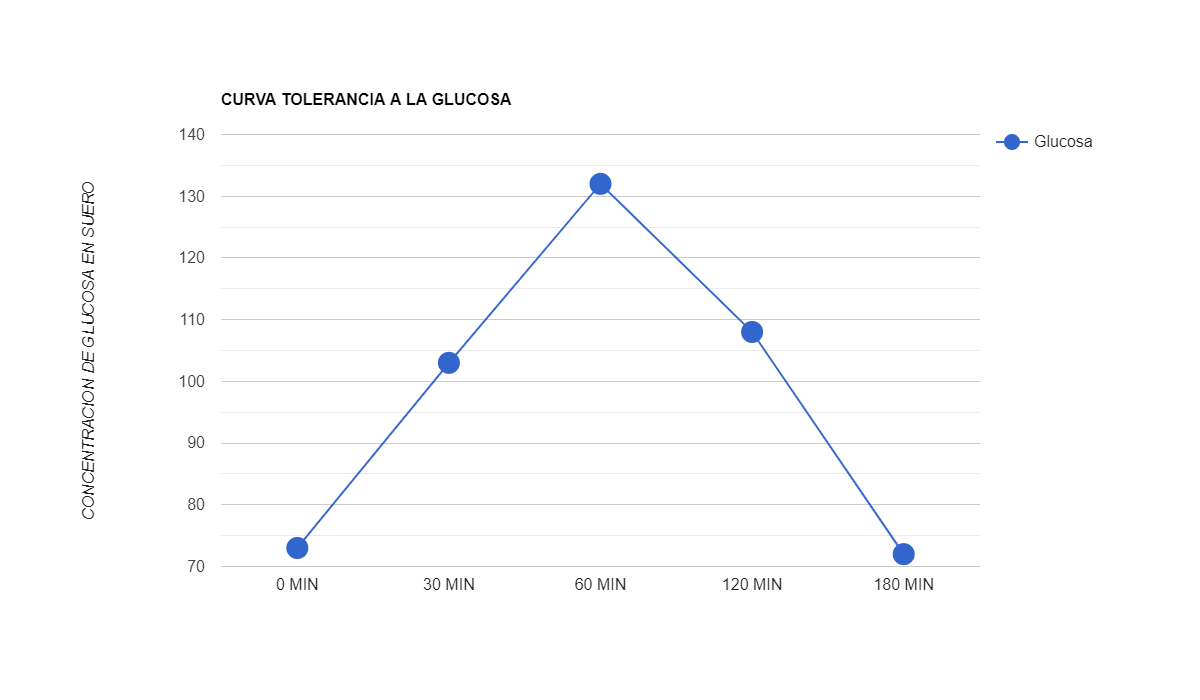 CURVA TOLERANCIA A LA GLUCOSA
140
130
120
110
100
90
80
70
CONCENTRACION DE GLUCOSA EN SUERO
0 MIN
30 MIN
60 MIN
120 MIN
180 MIN
Glucosa